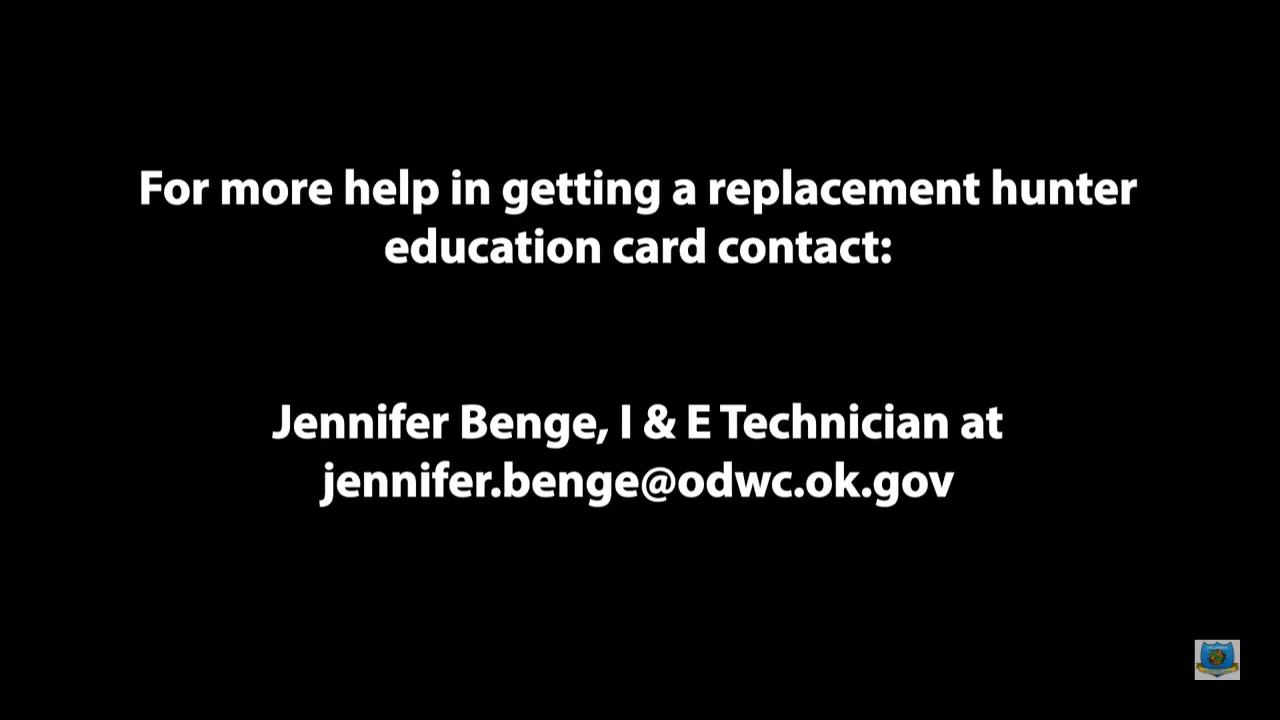 For more help in getting a replacement hunter
education card contact:
Jennifer Benge, I & E Technician at
jennifer.benge@odwc.ok.gov